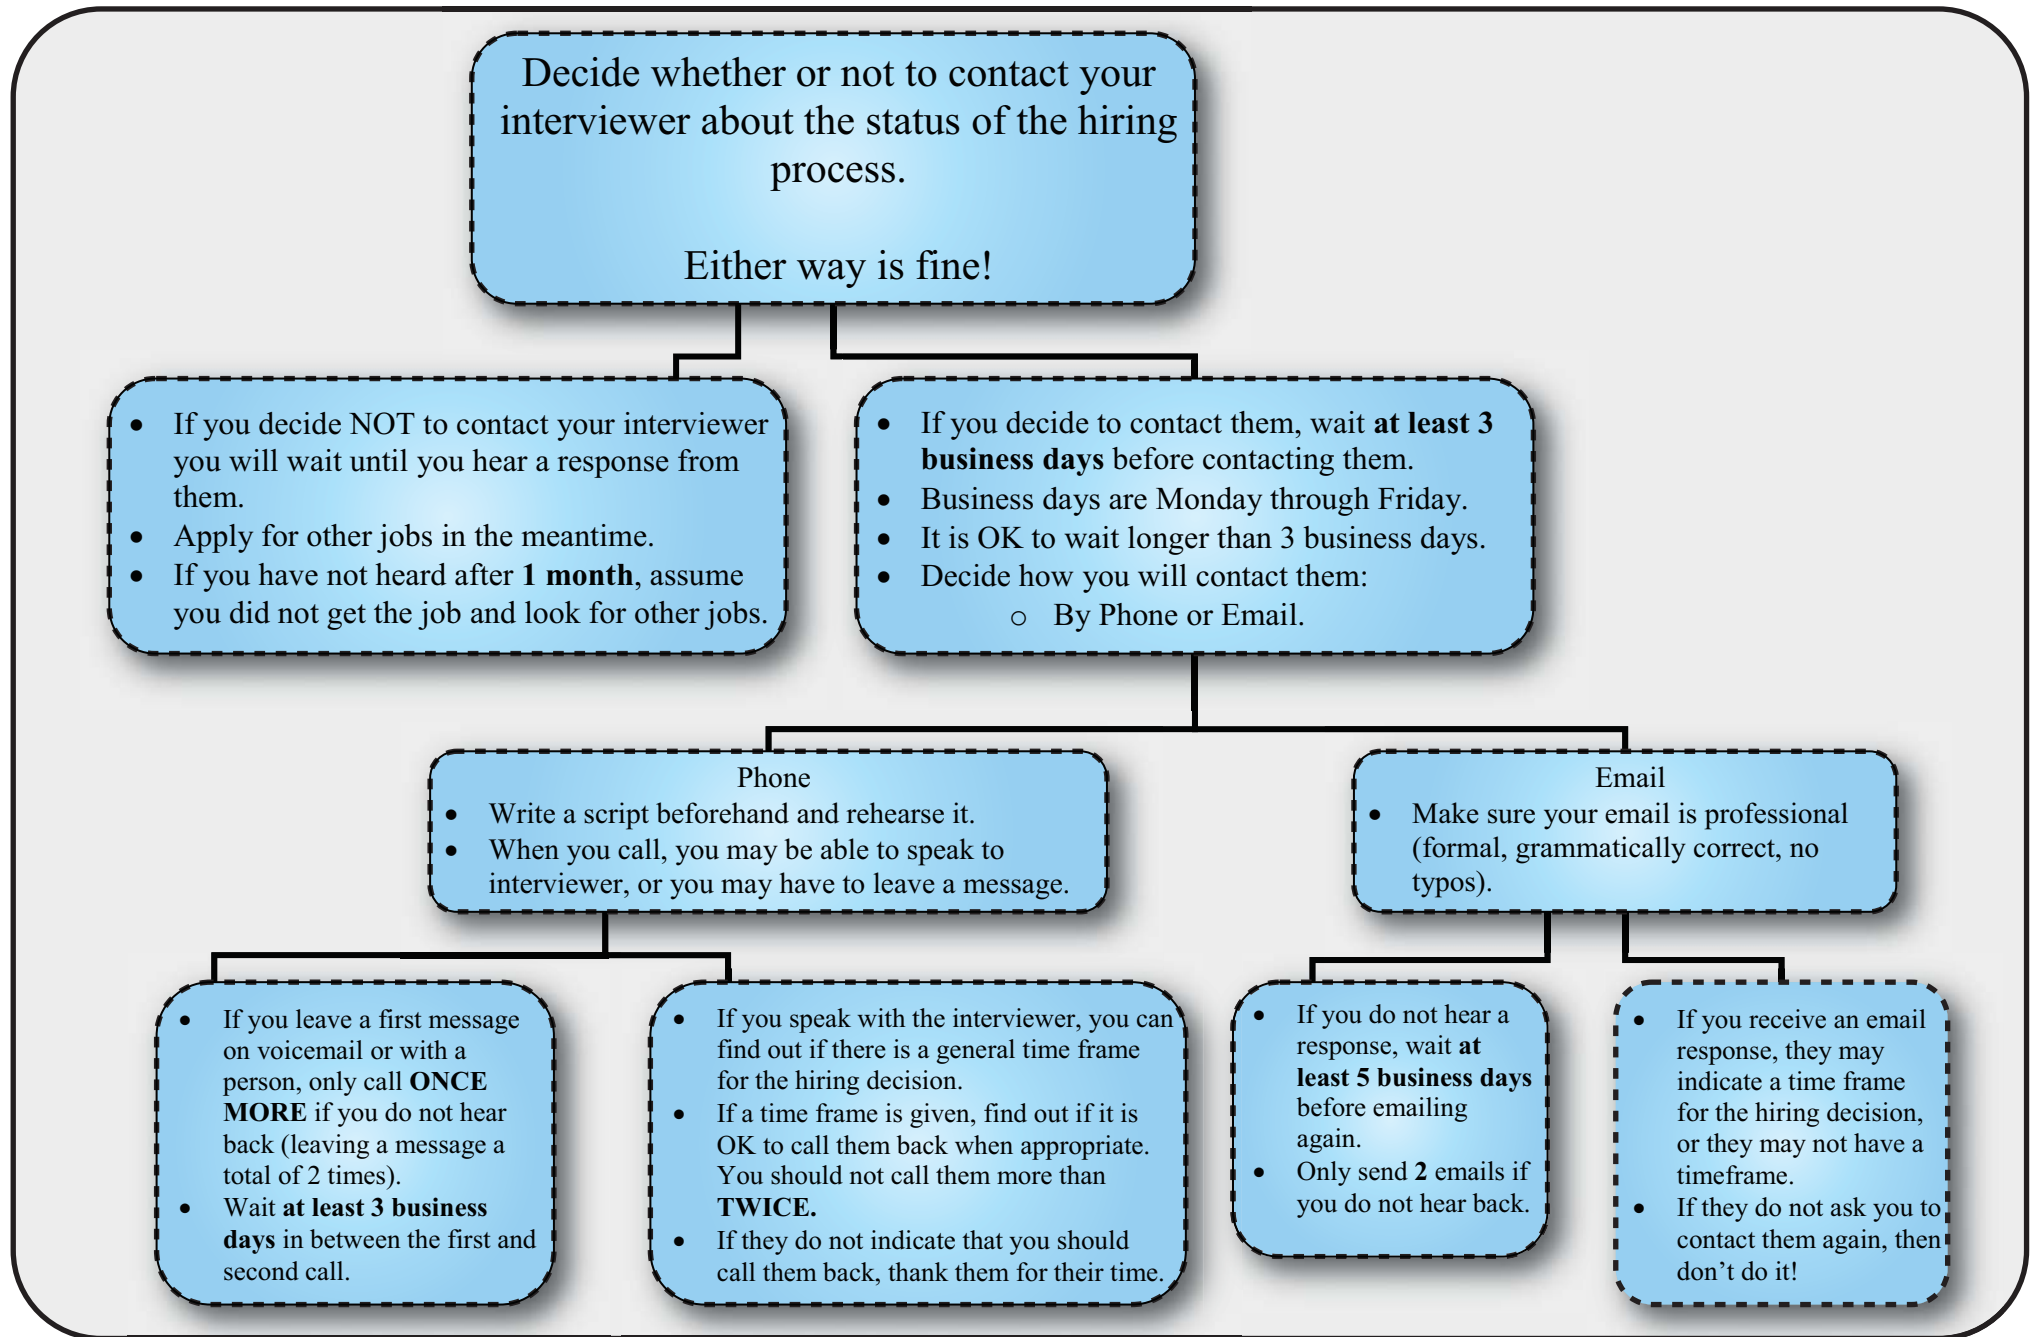 Decide whether or not to contact your
interviewer about the status of the hiring
process.
Either way is fine!
• If you decide NOT to contact your interviewer
you will wait until you hear a response from
them.
• Apply for other jobs in the meantime.
• If you have not heard after 1 month, assume
you did not get the job and look for other jobs.
• If you decide to contact them, wait at least 3
business days before contacting them.
• Business days are Monday through Friday.
• It is OK to wait longer than 3 business days.
• Decide how you will contact them:
o By Phone or Email.
Phone
• Write a script beforehand and rehearse it.
• When you call, you may be able to speak to
interviewer, or you may have to leave a message.
Email
• Make sure your email is professional
(formal, grammatically correct, no
typos).
• If you leave a first message
on voicemail or with a
person, only call ONCE
MORE if you do not hear
back (leaving a message a
total of 2 times).
• Wait at least 3 business
days in between the first and
second call.
• If you speak with the interviewer, you can
find out if there is a general time frame
for the hiring decision.
• If a time frame is given, find out if it is
OK to call them back when appropriate.
You should not call them more than
TWICE.
• If they do not indicate that you should
call them back, thank them for their time.
• If you do not hear a
response, wait at
least 5 business days
before emailing
again.
• Only send 2 emails if
you do not hear back.
• If you receive an email
response, they may
indicate a time frame
for the hiring decision,
or they may not have a
timeframe.
• If they do not ask you to
contact them again, then
don't do it!